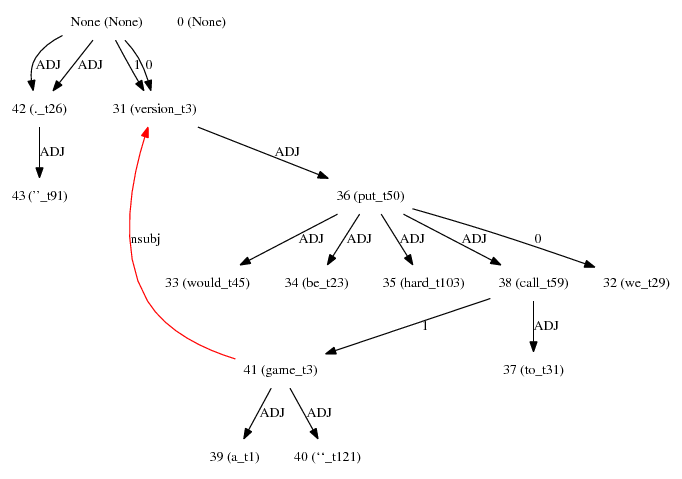 None (None) 0 (None)
ADJ ADJ 1 0
42 (._t26) 31 (version_t3)
ADJ ADJ
43 (''_t91) 36 (put_t50)
nsubj ADJ ADJ ADJ ADJ 0
33 (would_t45) 34 (be_t23) 35 (hard_t103) 38 (call_t59) 32 (we_t29)
1 ADJ
41 (game_t3) 37 (to_t31)
ADJ ADJ
39 (a_t1) 40 (‘‘_t121)